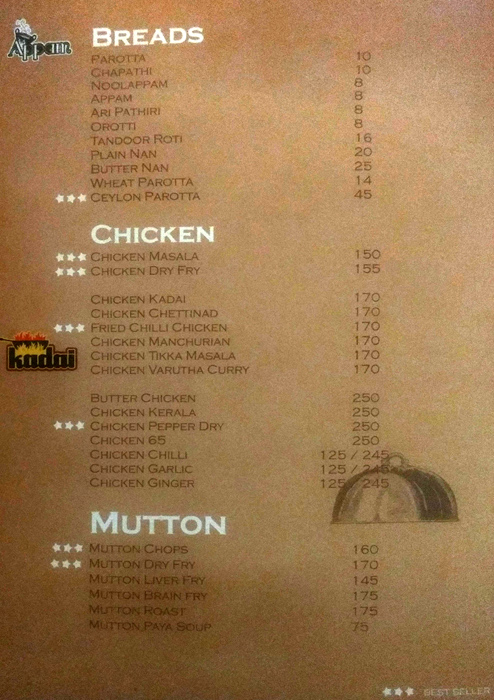 Appam
BREADS
PAROTTA 10
CHAPATHI 10
NOOLAPPAM 8
APPAM 8
ARI PATHIRI 8
OROTTI 8
TANDOOR ROTI 16
PLAIN NAN 20
BUTTER NAN 25
WHEAT PAROTTA 14
★★★ CEYLON PAROTTA 45
CHICKEN
★★★ CHICKEN MASALA 150
★★★ CHICKEN DRY FRY 155
CHICKEN KADAI 170
CHICKEN CHETTINAD 170
★★★ FRIED CHILLI CHICKEN 170
CHICKEN MANCHURIAN 170
kadai
CHICKEN TIKKA MASALA 170
CHICKEN VARUTHA CURRY 170
BUTTER CHICKEN 250
CHICKEN KERALA 250
★★★ CHICKEN PEPPER DRY 250
CHICKEN 65 250
CHICKEN CHILLI 125 / 245
CHICKEN GARLIC 125 / 245
CHICKEN GINGER 125 / 245
MUTTON
★★★ MUTTON CHOPS 160
★★★ MUTTON DRY FRY 170
MUTTON LIVER FRY 145
MUTTON BRAIN FRY 175
MUTTON ROAST 175
MUTTON PAYA SOUP 75
★★★ BEST SELLER